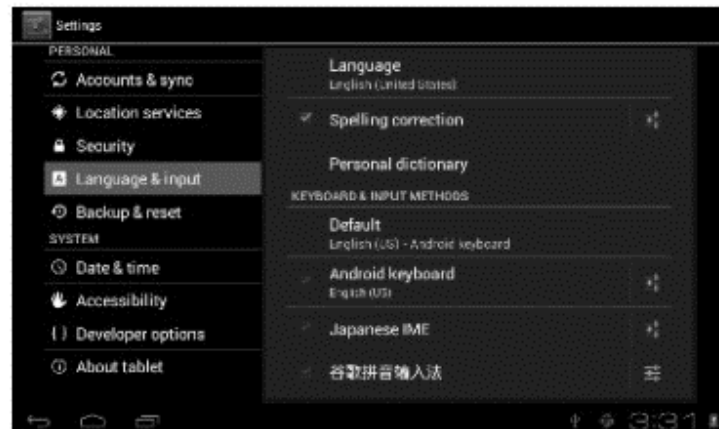 Settings
PERSONAL
Accounts & sync
Location services
Security
Language & input
Backup & reset
SYSTEM
Date & time
Accessibility
Developer options
About tablet
Language
English (United States)
Spelling correction
Personal dictionary
KEYBOARD & INPUT METHODS
Default
English (US) - Android keyboard
Android keyboard
English (US)
Japanese IME
谷歌拼音输入法
3:31